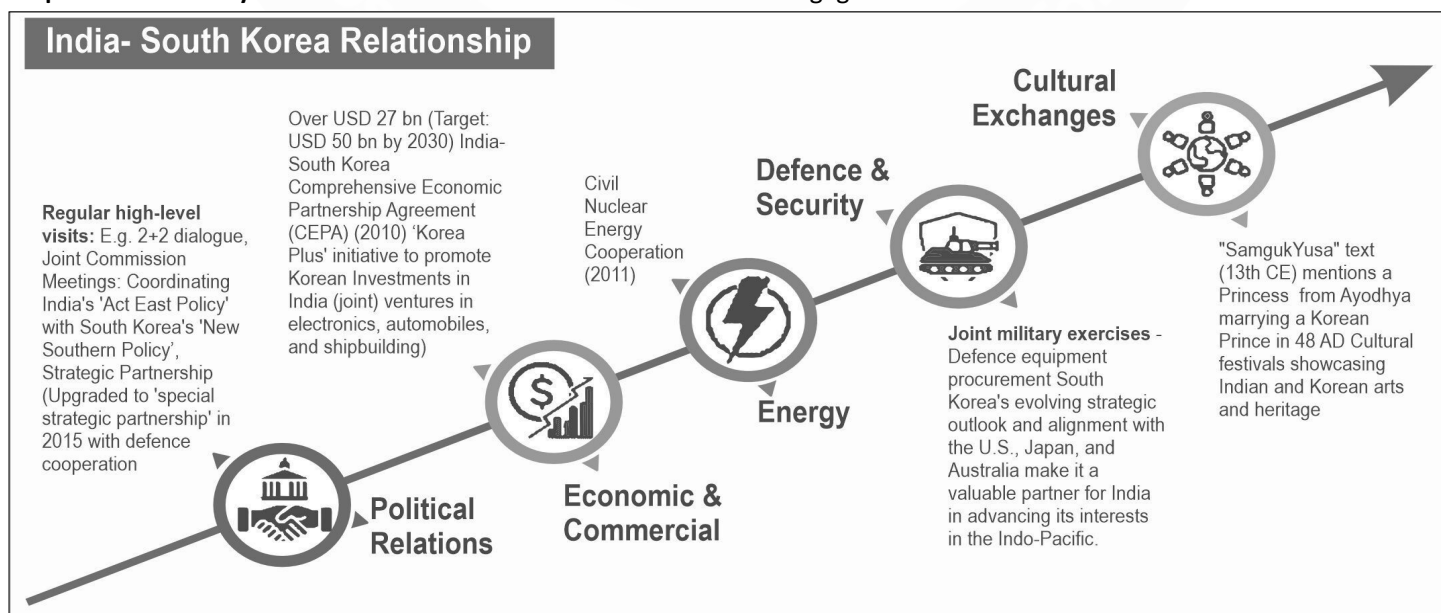 India- South Korea Relationship
Regular high-level
visits: E.g. 2+2 dialogue,
Joint Commission
Meetings: Coordinating
India's 'Act East Policy'
with South Korea's 'New
Southern Policy',
Strategic Partnership
(Upgraded to 'special
strategic partnership' in
2015 with defence
cooperation
Political
Relations
Over USD 27 bn (Target:
USD 50 bn by 2030) India-
South Korea
Comprehensive Economic
Partnership Agreement
(CEPA) (2010) ‘Korea
Plus' initiative to promote
Korean Investments in
India (joint) ventures in
electronics, automobiles,
and shipbuilding)
Economic &
Commercial
Civil
Nuclear
Energy
Cooperation
(2011)
Energy
Defence &
Security
Joint military exercises -
Defence equipment
procurement South
Korea's evolving strategic
outlook and alignment with
the U.S., Japan, and
Australia make it a
valuable partner for India
in advancing its interests
in the Indo-Pacific.
Cultural
Exchanges
"SamgukYusa" text
(13th CE) mentions a
Princess from Ayodhya
marrying a Korean
Prince in 48 AD Cultural
festivals showcasing
Indian and Korean arts
and heritage